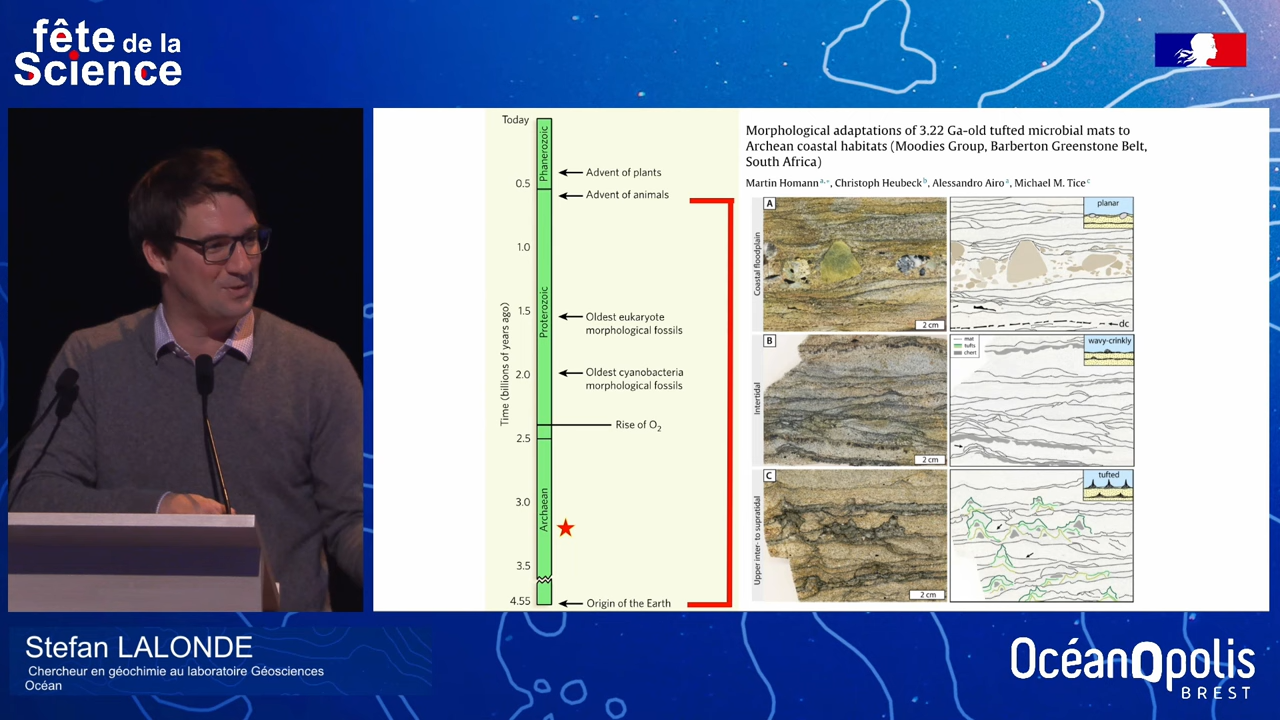 fête de la
Science
Today
0.5
1.0
1.5
2.0
2.5
3.0
3.5
4.55
Time (billions of years ago)
Phanerozoic
Proterozoic
Archaean
Advent of plants
Advent of animals
Oldest eukaryote
morphological fossils
Oldest cyanobacteria
morphological fossils
Rise of O₂
Origin of the Earth
Morphological adaptations of 3.22 Ga-old tufted microbial mats to
Archean coastal habitats (Moodies Group, Barberton Greenstone Belt,
South Africa)
Martin Homann a,*, Christoph Heubeck b, Alessandro Airo a, Michael M. Tice c
A
Coastal floodplain
2 cm
planar
dc
B
Intertidal
2 cm
mat
tufts
chert
wavy-crinkly
C
Upper inter- to supratidal
2 cm
tufted
Stefan LALONDE
Chercheur en géochimie au laboratoire Géosciences
Océan
OcéanOpolis
BREST